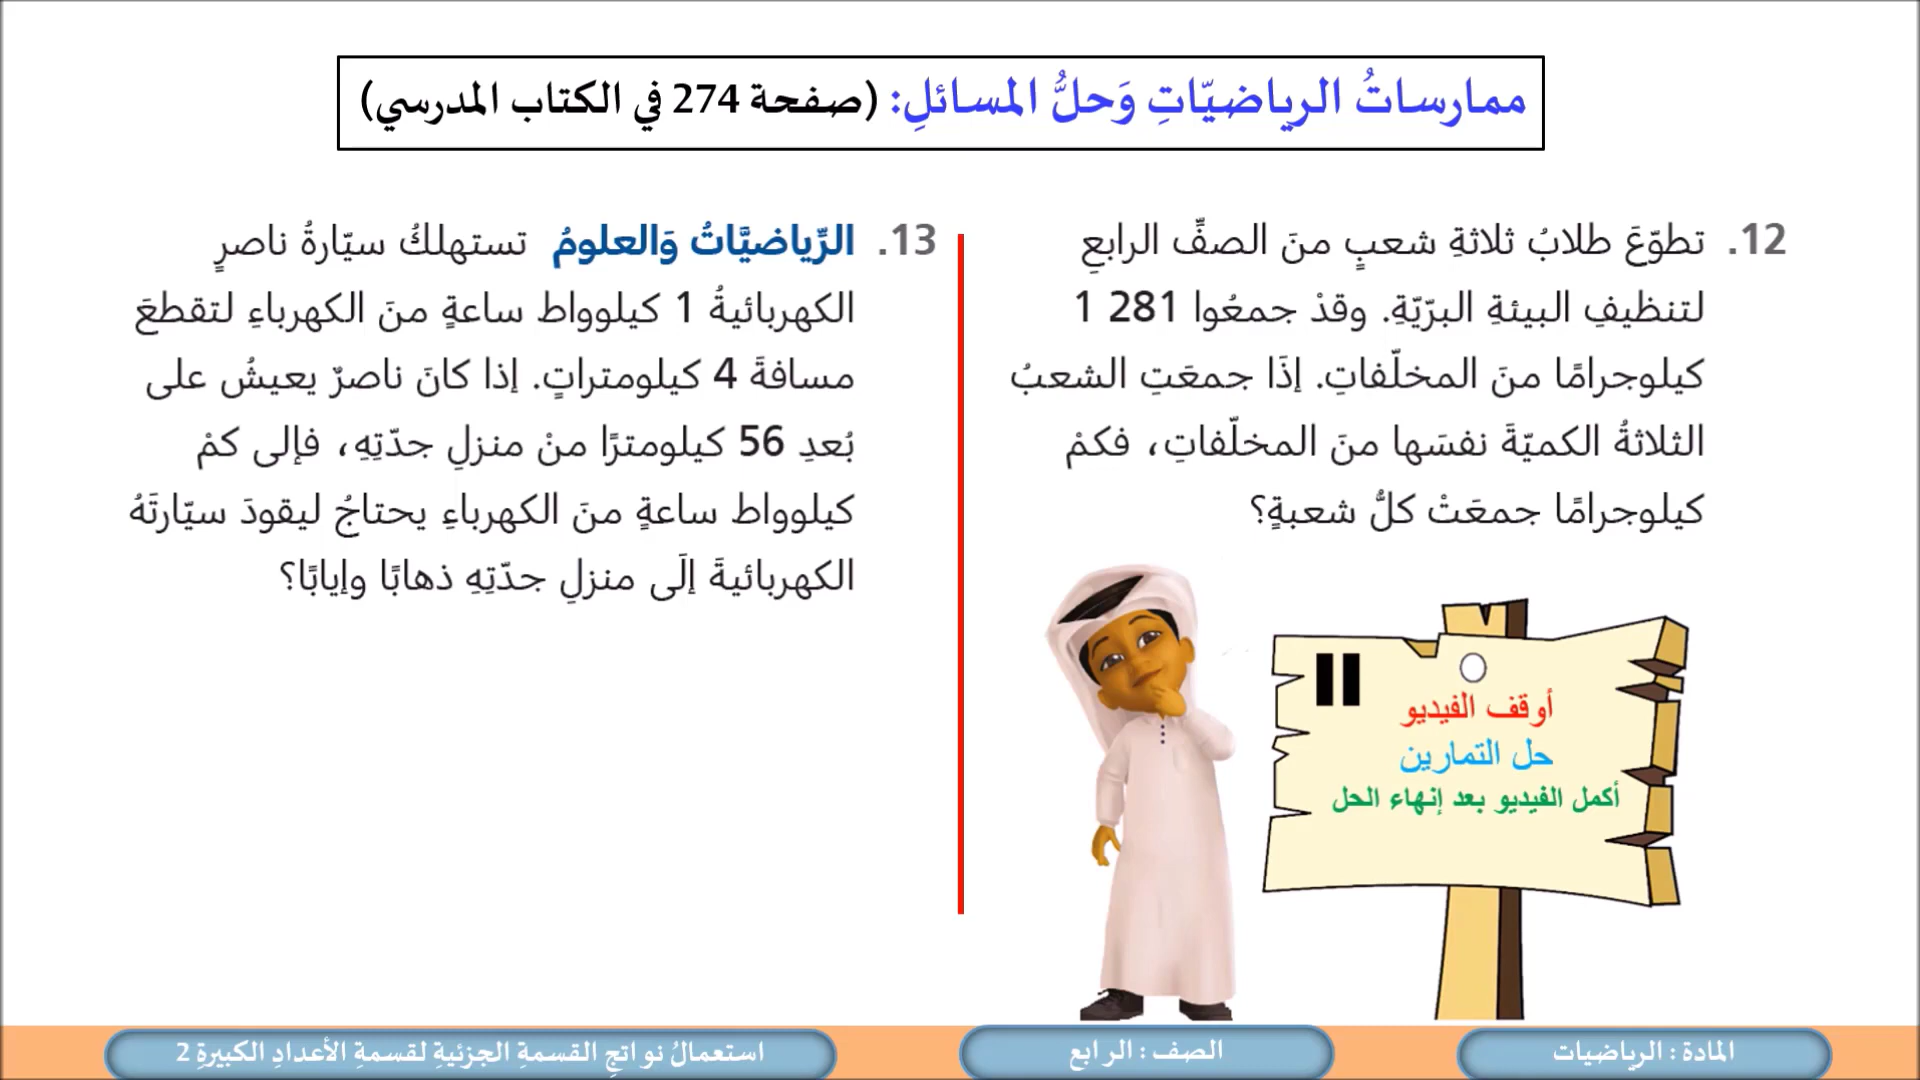 ممارساتُ الرياضيّاتِ وَحلُّ المسائلِ: (صفحة 274 في الكتاب المدرسي)
12. تطوّعَ طلابُ ثلاثةِ شعبٍ منَ الصفِّ الرابعِ
لتنظيفِ البيئةِ البرّيّةِ. وقدْ جمعُوا 281 1
كيلوجرامًا منَ المخلّفاتِ. إذَا جمعَتِ الشعبُ
الثلاثةُ الكميّةَ نفسَها منَ المخلّفاتِ، فكمْ
كيلوجرامًا جمعَتْ كلُّ شعبةٍ؟
13. الرِّياضيَّاتُ وَالعلومُ تستهلكُ سيّارةُ ناصرٍ
الكهربائيةُ 1 كيلوواط ساعةٍ منَ الكهرباءِ لتقطعَ
مسافةَ 4 كيلومتراتٍ. إذا كانَ ناصرٌ يعيشُ على
بُعدِ 56 كيلومترًا منْ منزلِ جدّتِهِ، فإلى كمْ
كيلوواط ساعةٍ منَ الكهرباءِ يحتاجُ ليقودَ سيّارتَهُ
الكهربائيةَ إلَى منزلِ جدّتِهِ ذهابًا وإيابًا؟
أوقف الفيديو
حل التمارين
أكمل الفيديو بعد إنهاء الحل
المادة : الرياضيات
الصف : الرابع
استعمالُ نواتجِ القسمةِ الجزئيةِ لقسمةِ الأعدادِ الكبيرةِ 2